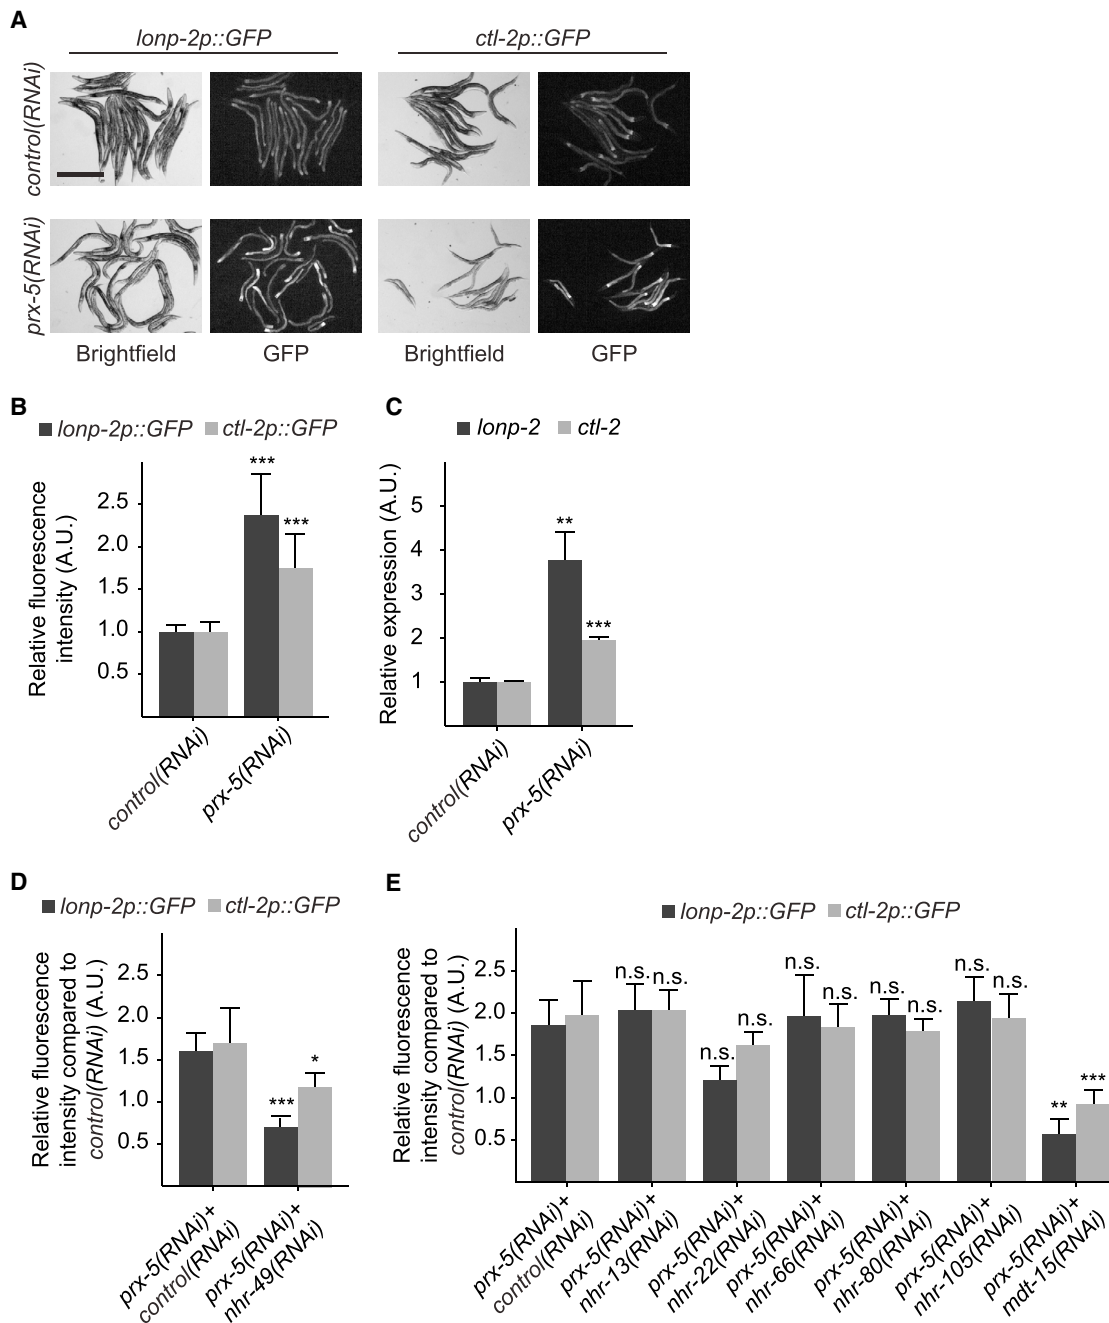 A
lonp-2p::GFP
ctl-2p::GFP
control(RNAi)
prx-5(RNAi)
Brightfield
GFP
Brightfield
GFP
B
lonp-2p::GFP
ctl-2p::GFP
Relative fluorescence
intensity (A.U.)
2.5
2.0
1.5
1.0
0.5
***
***
control(RNAi)
prx-5(RNAi)
C
lonp-2
ctl-2
Relative expression (A.U.)
5
4
3
2
1
**
***
control(RNAi)
prx-5(RNAi)
D
lonp-2p::GFP
ctl-2p::GFP
Relative fluorescence
intensity compared to
control(RNAi) (A.U.)
2.5
2.0
1.5
1.0
0.5
***
*
prx-5(RNAi)+
control(RNAi)
prx-5(RNAi)+
nhr-49(RNAi)
E
lonp-2p::GFP
ctl-2p::GFP
Relative fluorescence
intensity compared to
control(RNAi) (A.U.)
2.5
2.0
1.5
1.0
0.5
n.s.
n.s.
n.s.
n.s.
n.s.
n.s.
n.s.
n.s.
n.s.
n.s.
**
***
prx-5(RNAi)+
control(RNAi)
prx-5(RNAi)+
nhr-13(RNAi)
prx-5(RNAi)+
nhr-22(RNAi)
prx-5(RNAi)+
nhr-66(RNAi)
prx-5(RNAi)+
nhr-80(RNAi)
prx-5(RNAi)+
nhr-105(RNAi)
prx-5(RNAi)+
mdt-15(RNAi)